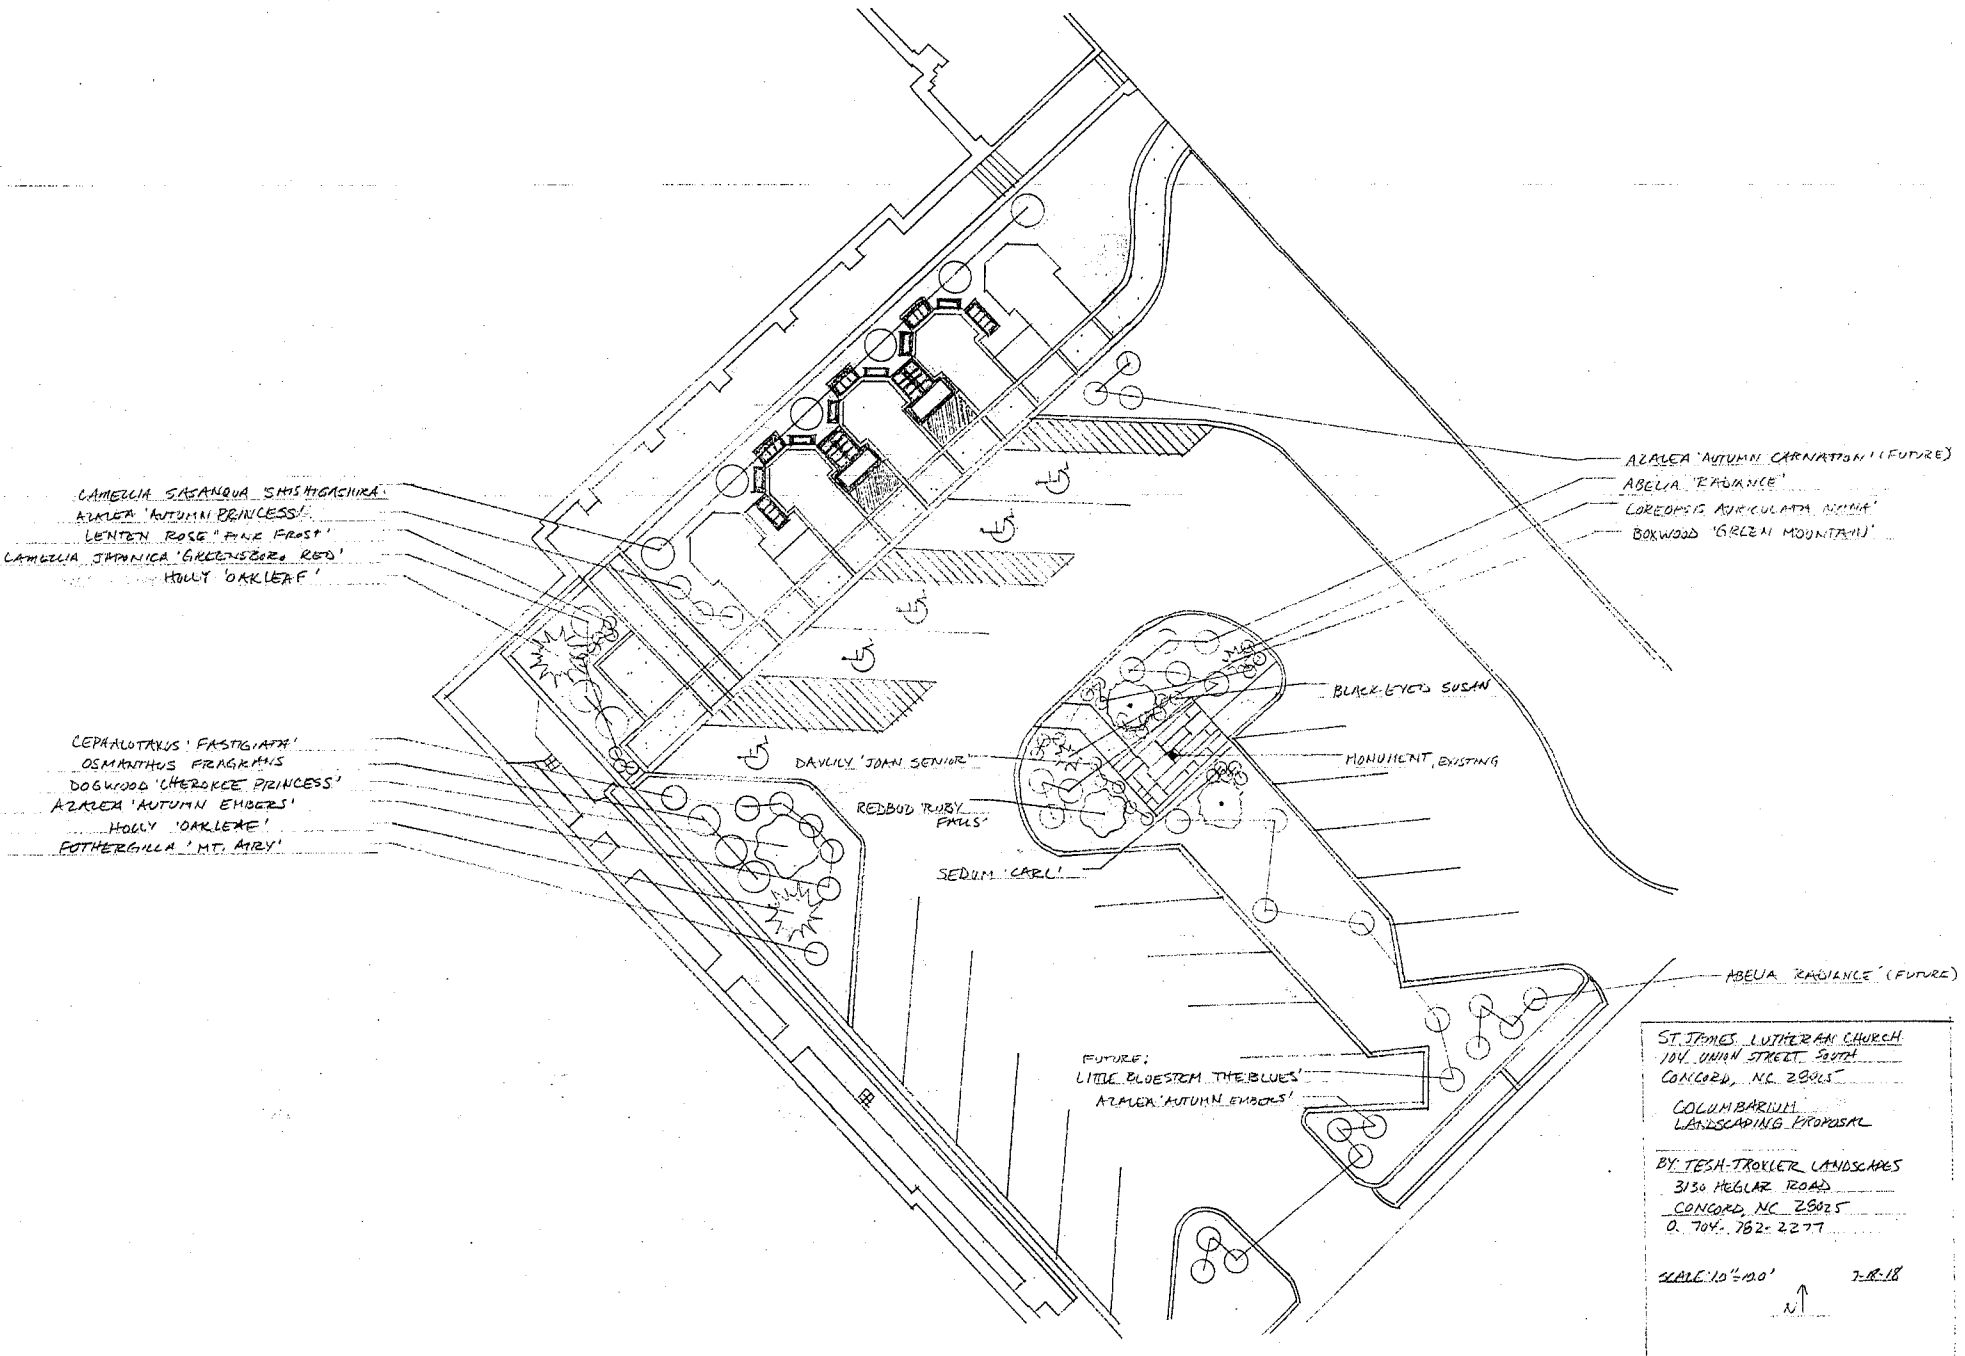 CAMELLIA SASANQUA 'SHISHIGASHIRA'
AZALEA 'AUTUMN PRINCESS'
LENTEN ROSE 'PINK FROST'
CAMELLIA JAPONICA 'GREENSBORO RED'
HOLLY 'OAKLEAF'
CEPHALOTAXUS 'FASTIGIATA'
OSMANTHUS FRAGRANS
DOGWOOD 'CHEROKEE PRINCESS'
AZALEA 'AUTUMN EMBERS'
HOLLY 'OAKLEAF'
FOTHERGILLA 'MT. AIRY'
AZALEA 'AUTUMN CARNATION' (FUTURE)
ABELIA 'RADIANCE'
COREOPSIS AURICULATA 'NANA'
BOXWOOD 'GREEN MOUNTAIN'
BLACK-EYED SUSAN
MONUMENT, EXISTING
DAYLILY 'JOAN SENIOR'
REDBUD 'RUBY
FALLS'
SEDUM 'CARL'
ABELIA 'RADIANCE' (FUTURE)
FUTURE:
LITTLE BLUESTEM 'THE BLUES'
AZALEA 'AUTUMN EMBERS'
ST. JAMES LUTHERAN CHURCH
104 UNION STREET SOUTH
CONCORD, NC 28025
COLUMBARIUM
LANDSCAPING PROPOSAL
BY: TESH-TROXLER LANDSCAPES
3130 HEGLAR ROAD
CONCORD, NC 28025
O. 704-782-2277
SCALE: 1.0"=10.0'
N